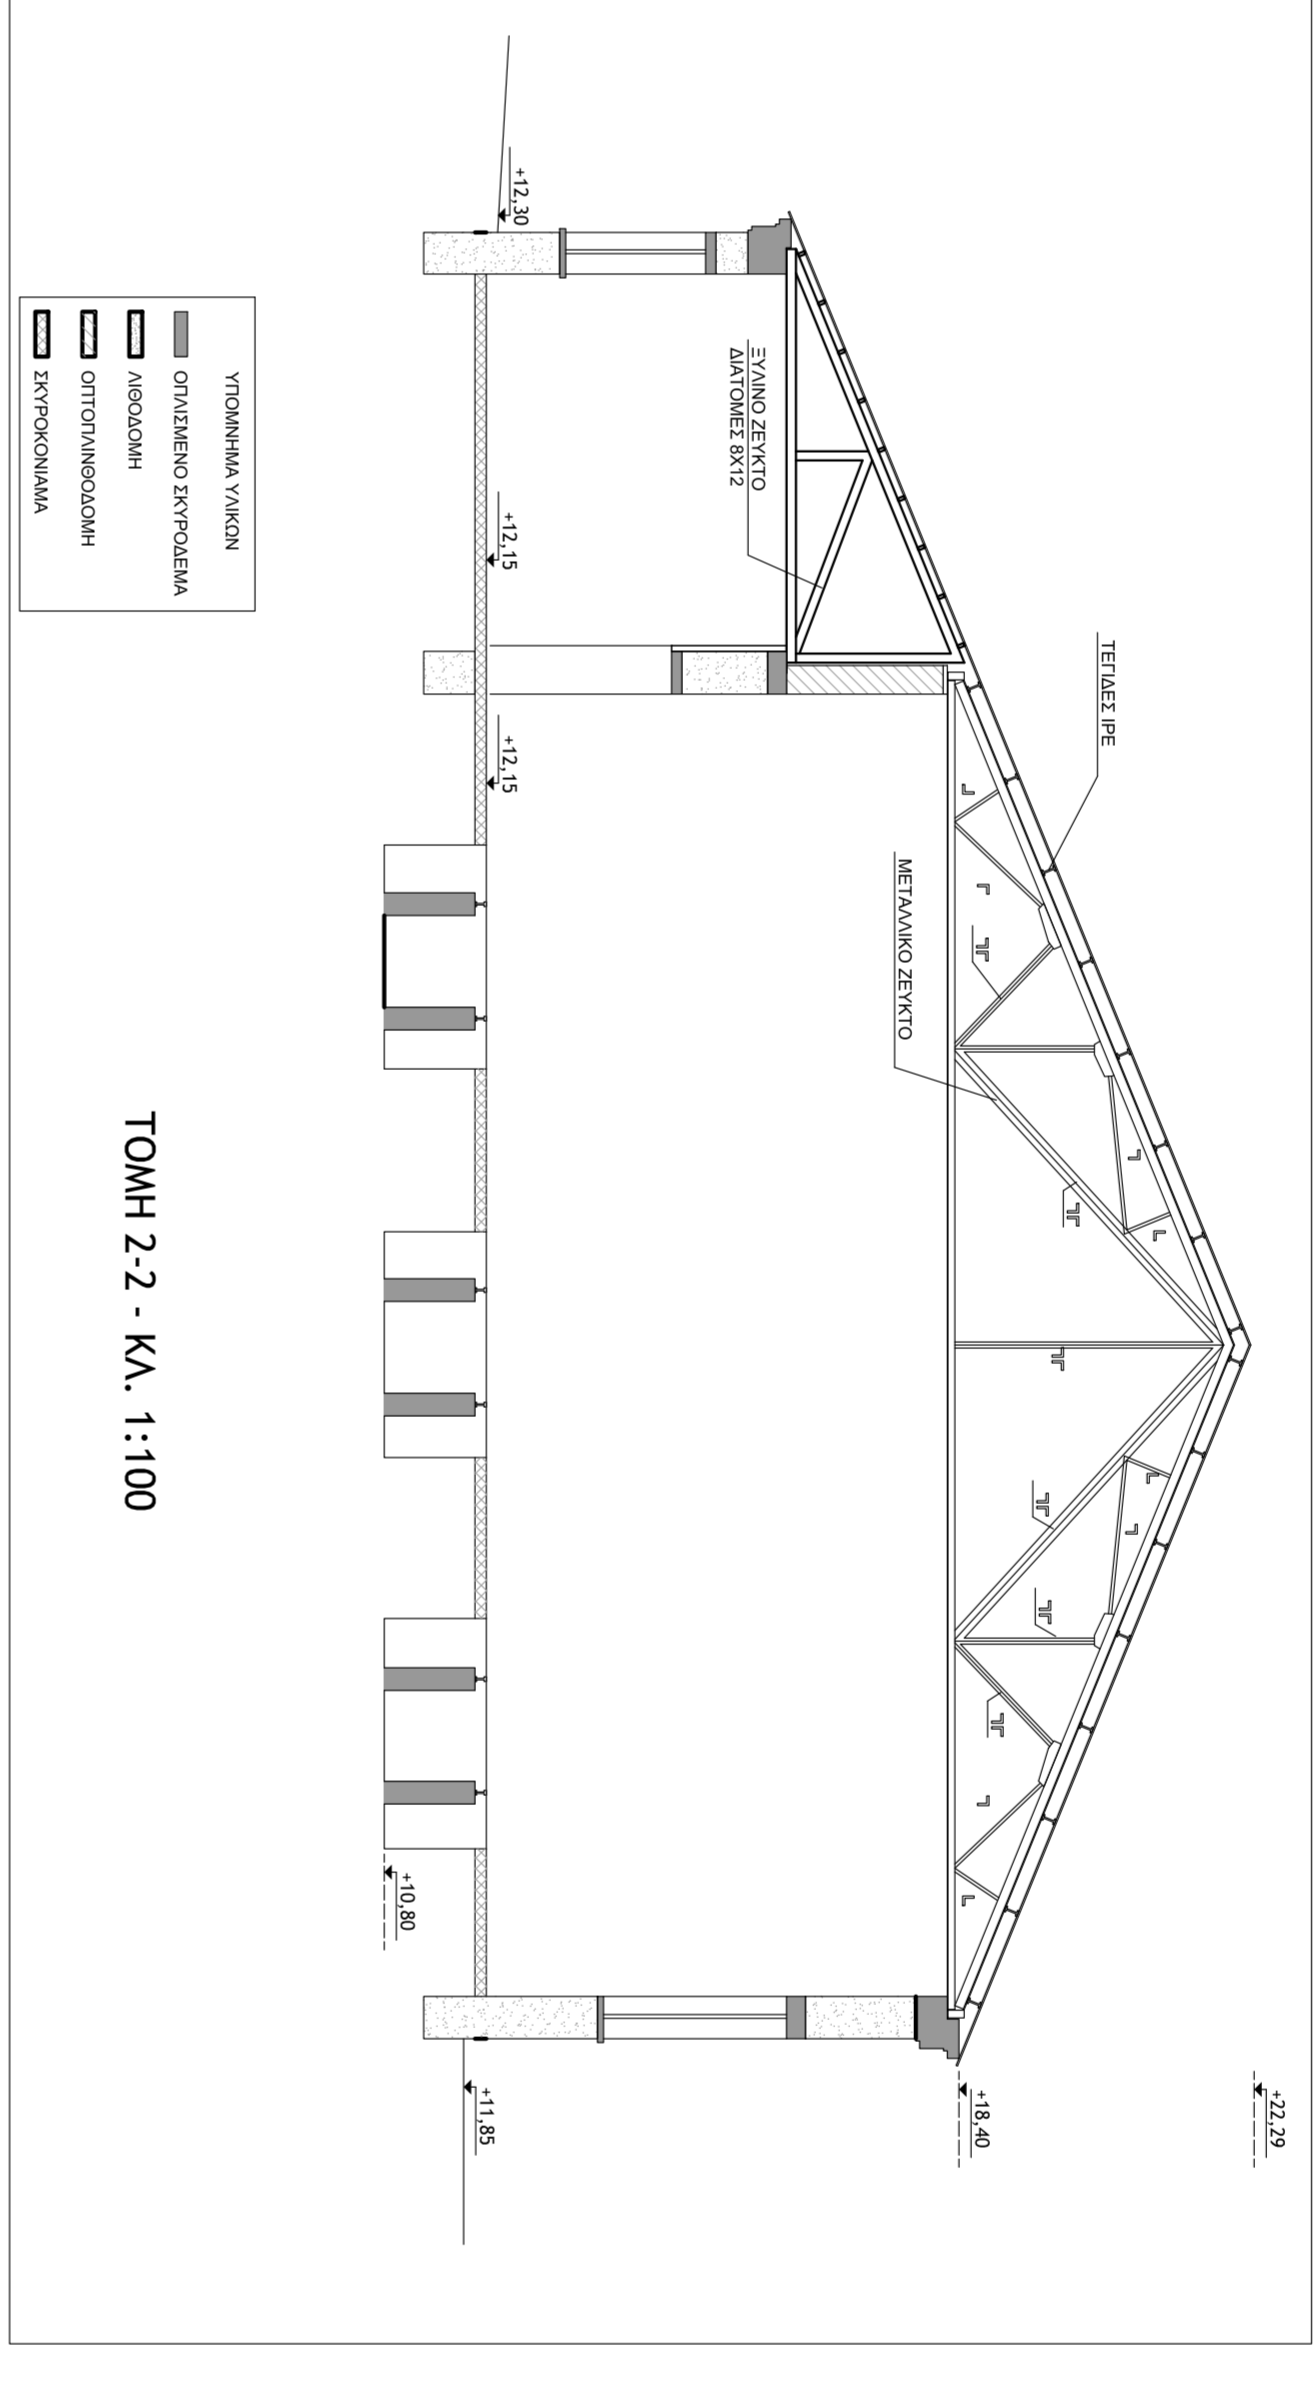 +22,29
+18,40
ΤΕΓΙΔΕΣ IPE
ΜΕΤΑΛΛΙΚΟ ΖΕΥΚΤΟ
ΞΥΛΙΝΟ ΖΕΥΚΤΟ
ΔΙΑΤΟΜΕΣ 8X12
+12,30
+12,15
+12,15
+11,85
+10,80
ΥΠΟΜΝΗΜΑ ΥΛΙΚΩΝ
ΟΠΛΙΣΜΕΝΟ ΣΚΥΡΟΔΕΜΑ
ΛΙΘΟΔΟΜΗ
ΟΠΤΟΠΛΙΝΘΟΔΟΜΗ
ΣΚΥΡΟΚΟΝΙΑΜΑ
ΤΟΜΗ 2-2 - ΚΛ. 1:100